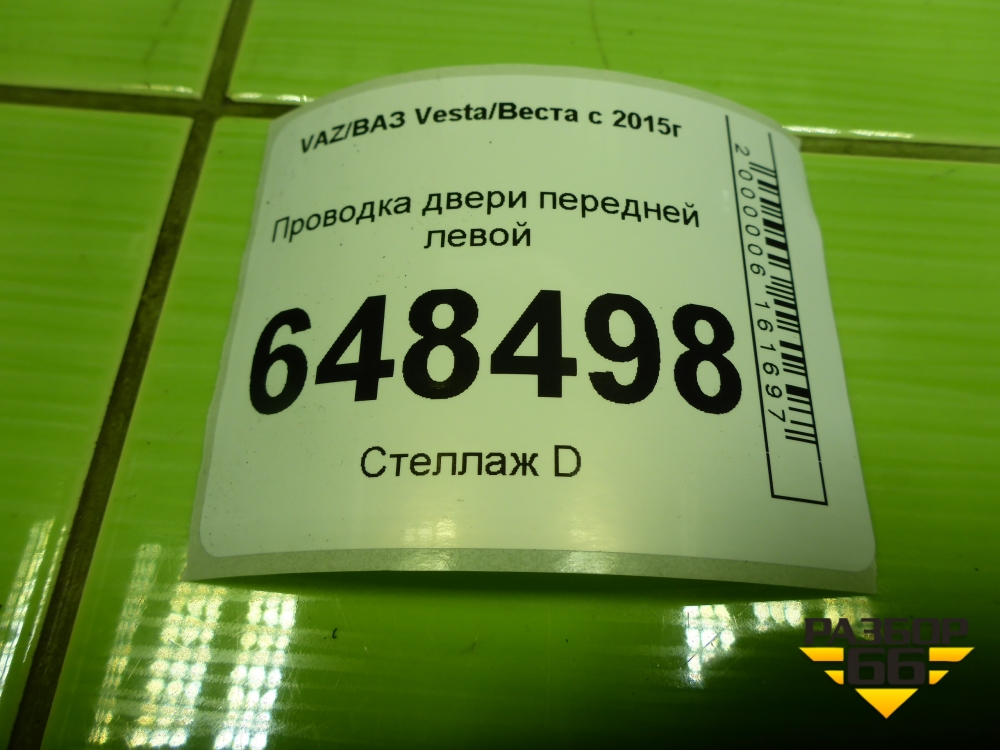 VAZ/ВАЗ Vesta/Веста с 2015г
Проводка двери передней
левой
648498
Стеллаж D
2000006161697
РАЗБОР
66